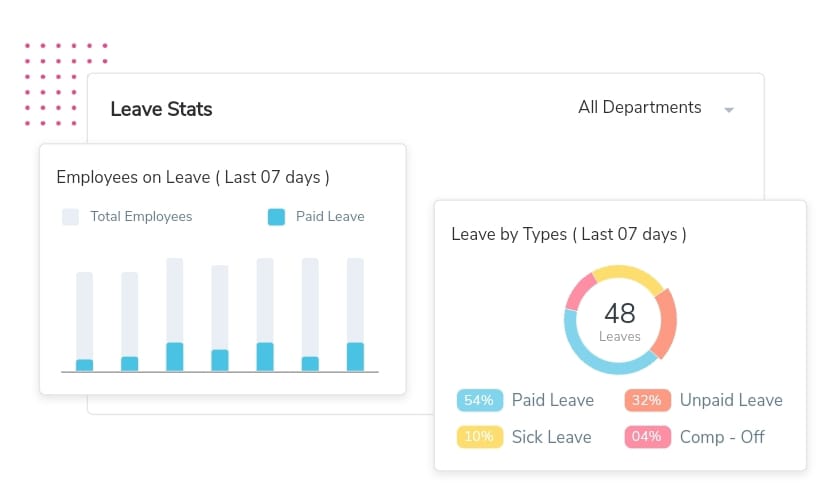 Leave Stats
All Departments
Employees on Leave ( Last 07 days )
Total Employees
Paid Leave
Leave by Types ( Last 07 days )
48
Leaves
54% Paid Leave
32% Unpaid Leave
10% Sick Leave
04% Comp - Off